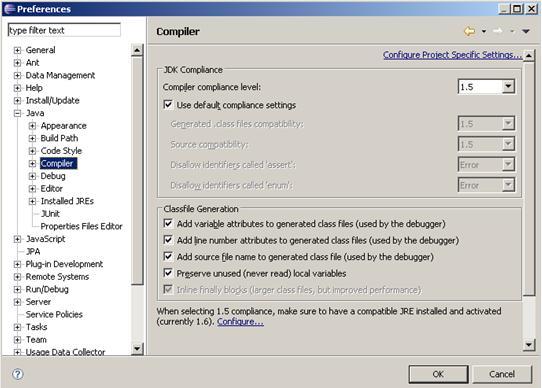 Preferences
type filter text
General
Ant
Data Management
Help
Install/Update
Java
Appearance
Build Path
Code Style
Compiler
Debug
Editor
Installed JREs
JUnit
Properties Files Editor
JavaScript
JPA
Plug-in Development
Remote Systems
Run/Debug
Server
Service Policies
Tasks
Team
Usage Data Collector
Compiler
Configure Project Specific Settings...
JDK Compliance
Compiler compliance level:
1.5
Use default compliance settings
Generated .class files compatibility:
1.5
Source compatibility:
1.5
Disallow identifiers called 'assert':
Error
Disallow identifiers called 'enum':
Error
Classfile Generation
Add variable attributes to generated class files (used by the debugger)
Add line number attributes to generated class files (used by the debugger)
Add source file name to generated class file (used by the debugger)
Preserve unused (never read) local variables
Inline finally blocks (larger class files, but improved performance)
When selecting 1.5 compliance, make sure to have a compatible JRE installed and activated
(currently 1.6). Configure...
?
OK
Cancel